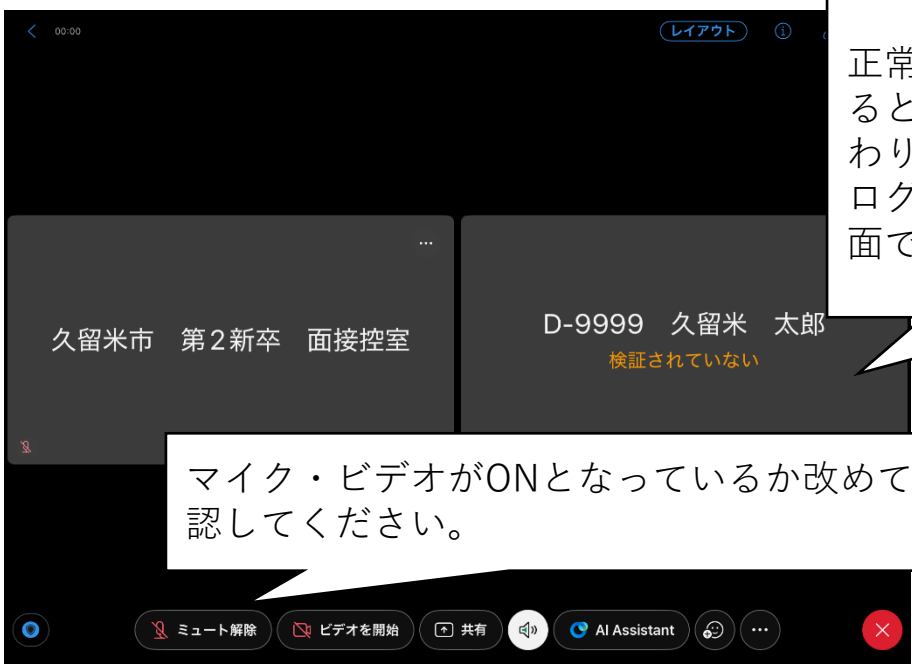 00:00
レイアウト
正常
ると
わり
ログ
面で
久留米市 第2新卒 面接控室
D-9999 久留米 太郎
検証されていない
マイク・ビデオがONとなっているか改めて
認してください。
ミュート解除 ビデオを開始 共有 AI Assistant